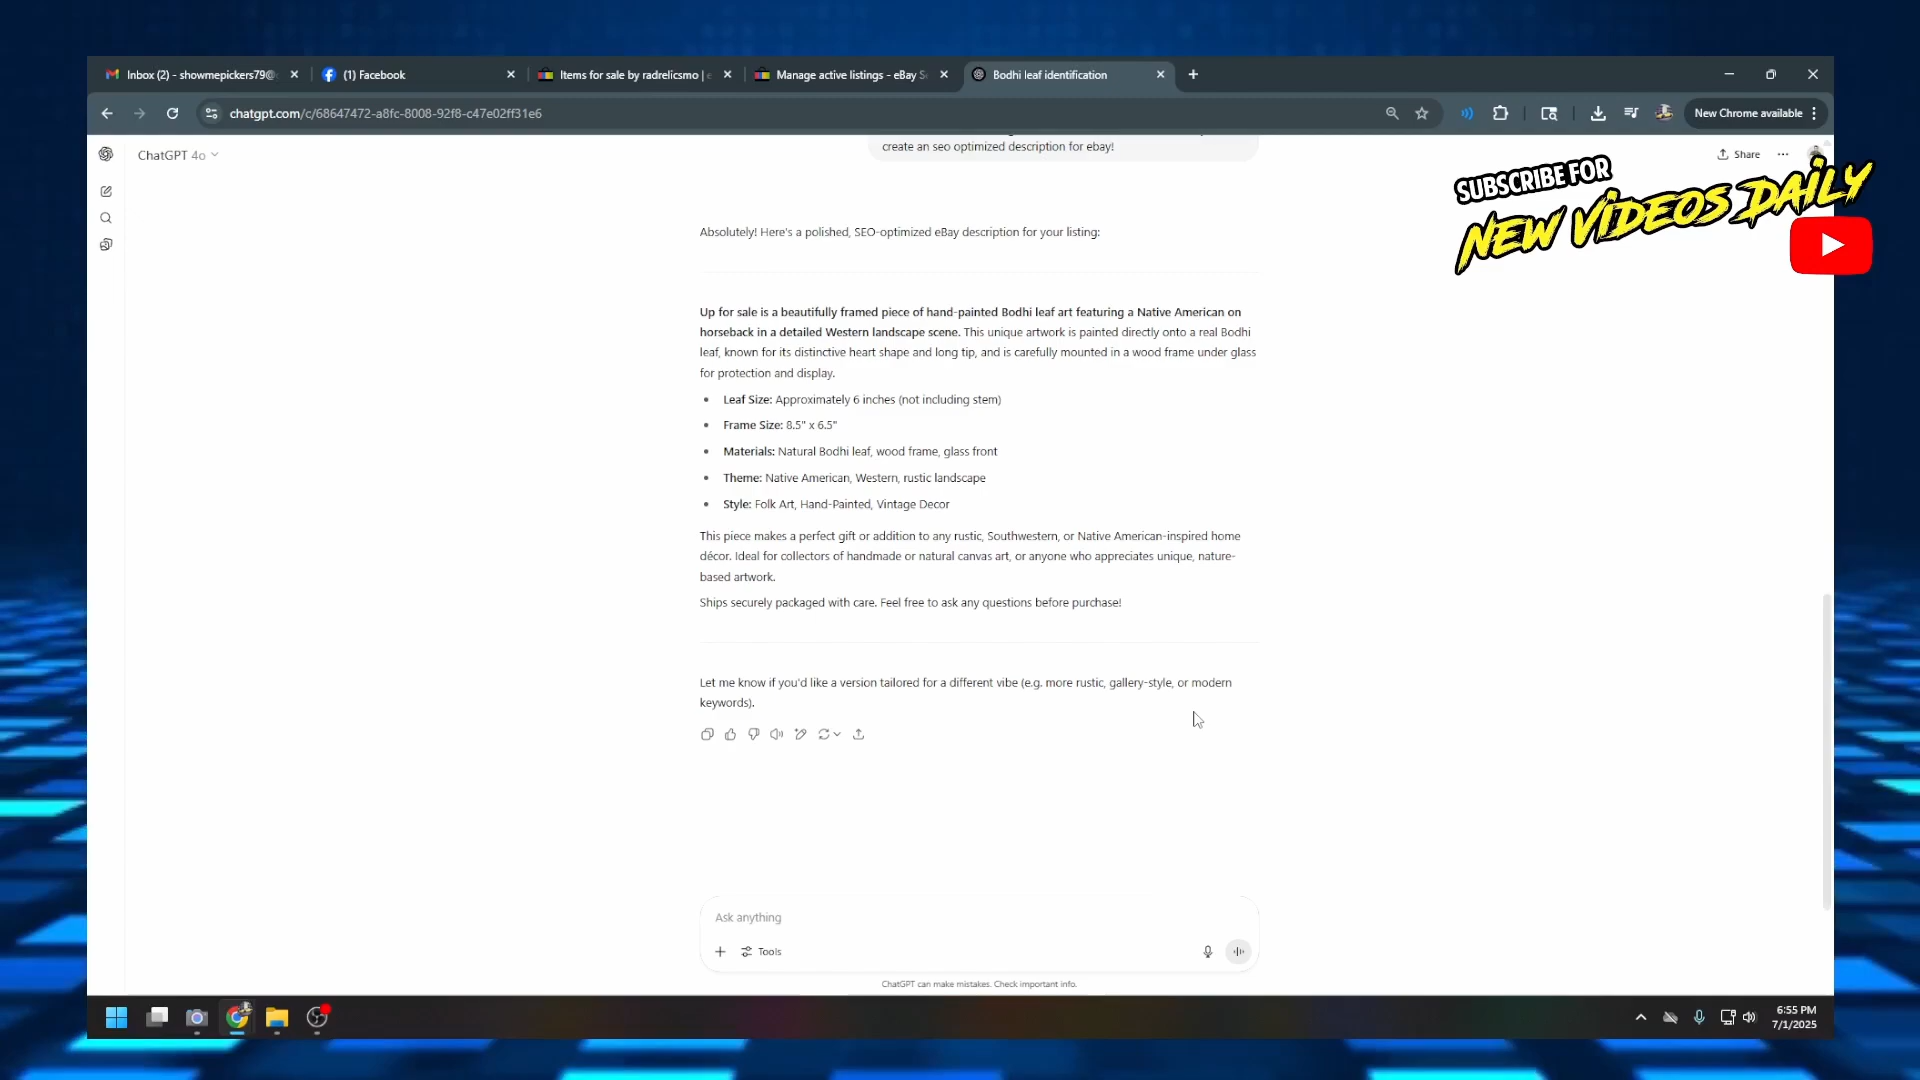 Inbox (2) - showmepickers79@
(1) Facebook
Items for sale by radrelicsmo | e
Manage active listings - eBay S
Bodhi leaf identification
chatgpt.com/c/68647472-a8fc-8008-92f8-c47e02ff31e6
New Chrome available
ChatGPT 4o
Share
create an seo optimized description for ebay!
SUBSCRIBE FOR
NEW VIDEOS DAILY
Absolutely! Here's a polished, SEO-optimized eBay description for your listing:
Up for sale is a beautifully framed piece of hand-painted Bodhi leaf art featuring a Native American on
horseback in a detailed Western landscape scene. This unique artwork is painted directly onto a real Bodhi
leaf, known for its distinctive heart shape and long tip, and is carefully mounted in a wood frame under glass
for protection and display.
• Leaf Size: Approximately 6 inches (not including stem)
• Frame Size: 8.5" x 6.5"
• Materials: Natural Bodhi leaf, wood frame, glass front
• Theme: Native American, Western, rustic landscape
• Style: Folk Art, Hand-Painted, Vintage Decor
This piece makes a perfect gift or addition to any rustic, Southwestern, or Native American-inspired home
décor. Ideal for collectors of handmade or natural canvas art, or anyone who appreciates unique, nature-
based artwork.
Ships securely packaged with care. Feel free to ask any questions before purchase!
Let me know if you'd like a version tailored for a different vibe (e.g. more rustic, gallery-style, or modern
keywords).
Ask anything
Tools
ChatGPT can make mistakes. Check important info.
6:55 PM
7/1/2025